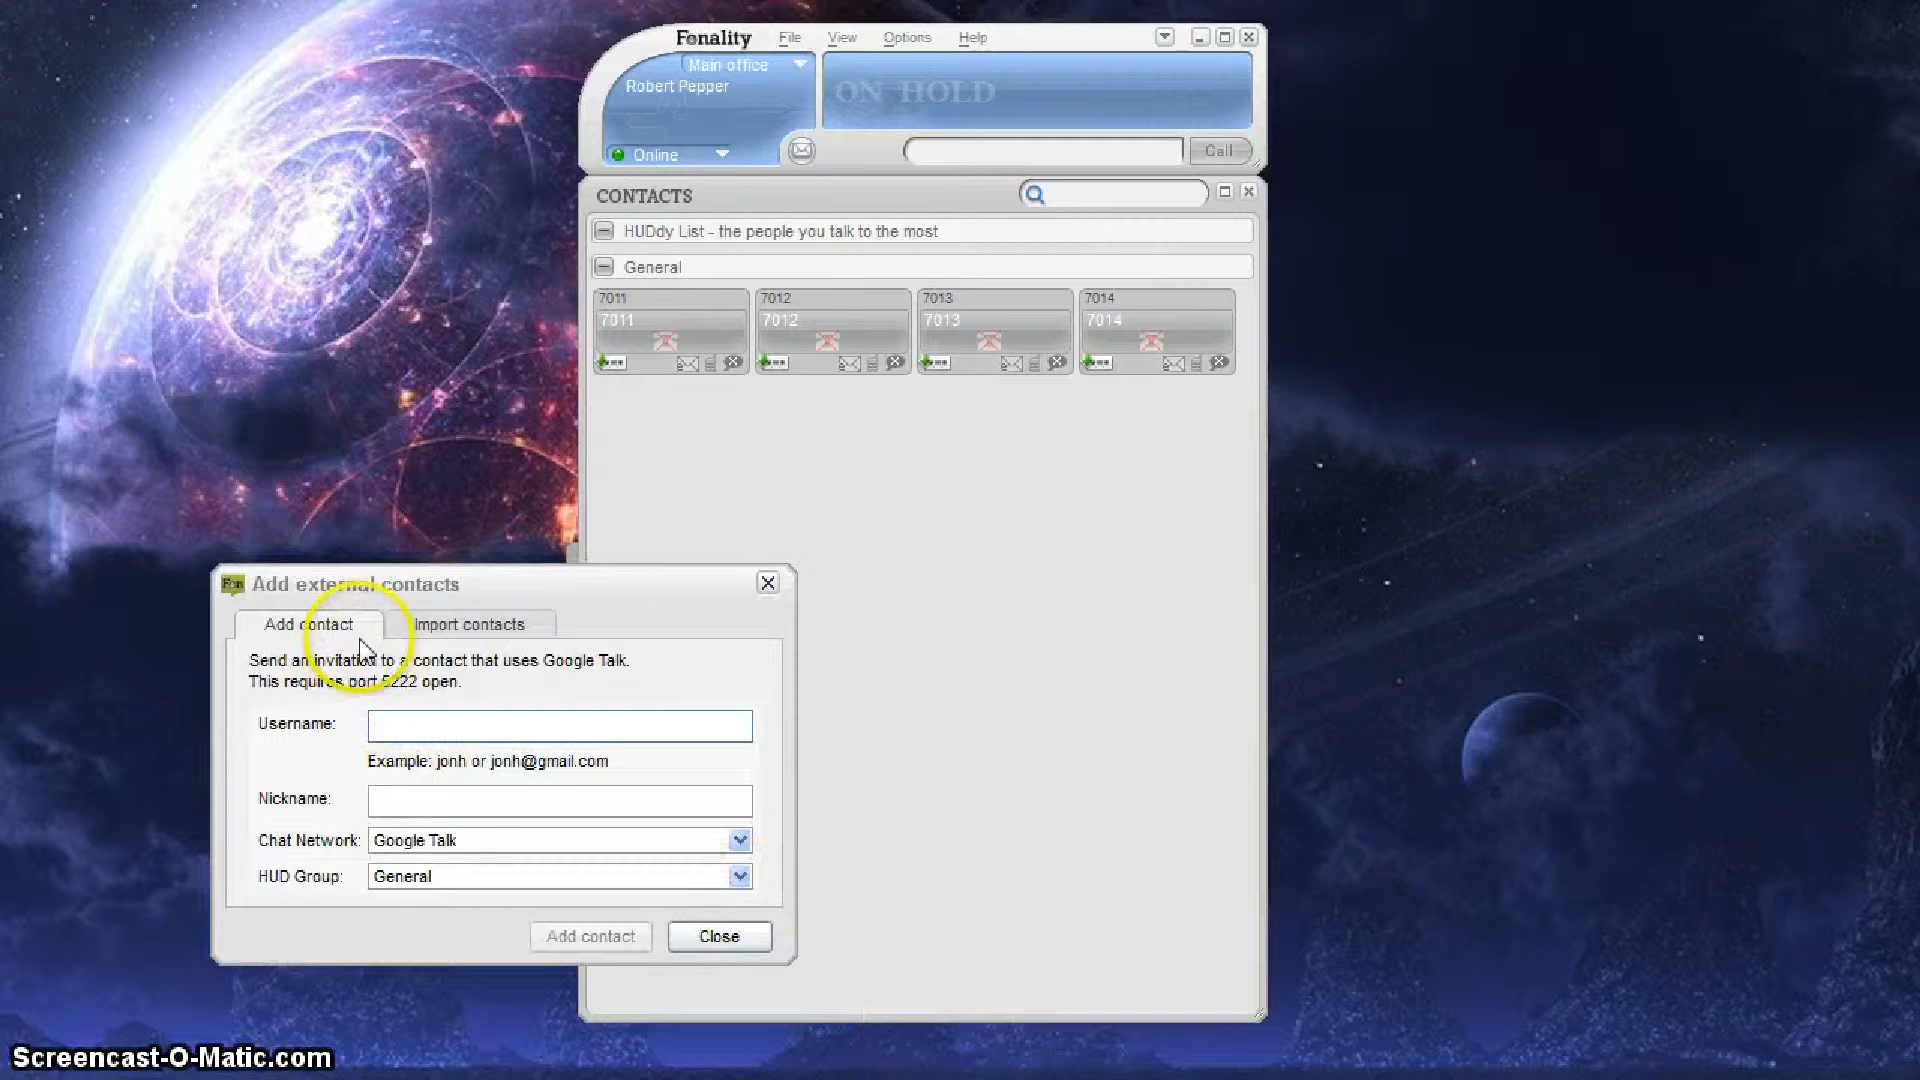 Fonality File View Options Help
Main office
Robert Pepper
ON HOLD
Online
Call
CONTACTS
HUDdy List - the people you talk to the most
General
7011 7012 7013 7014
7011 7012 7013 7014
Fon Add external contacts
Add contact Import contacts
Send an invitation to a contact that uses Google Talk.
This requires port 5222 open.
Username:
Example: jonh or jonh@gmail.com
Nickname:
Chat Network: Google Talk
HUD Group: General
Add contact Close
Screencast-O-Matic.com